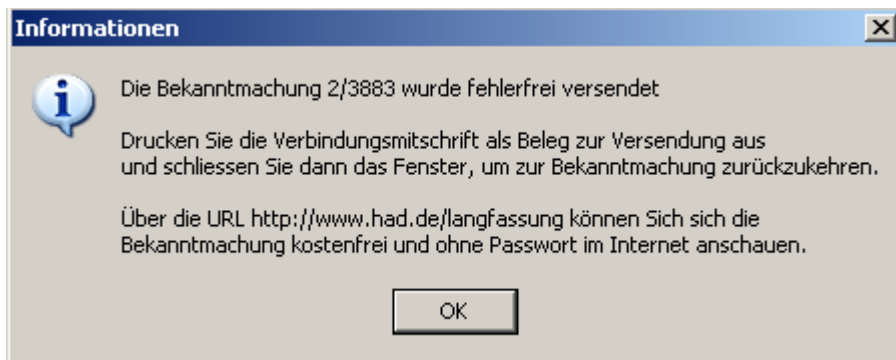 Informationen
Die Bekanntmachung 2/3883 wurde fehlerfrei versendet
Drucken Sie die Verbindungsmitschrift als Beleg zur Versendung aus
und schliessen Sie dann das Fenster, um zur Bekanntmachung zurückzukehren.
Über die URL http://www.had.de/langfassung können Sich sich die
Bekanntmachung kostenfrei und ohne Passwort im Internet anschauen.
OK